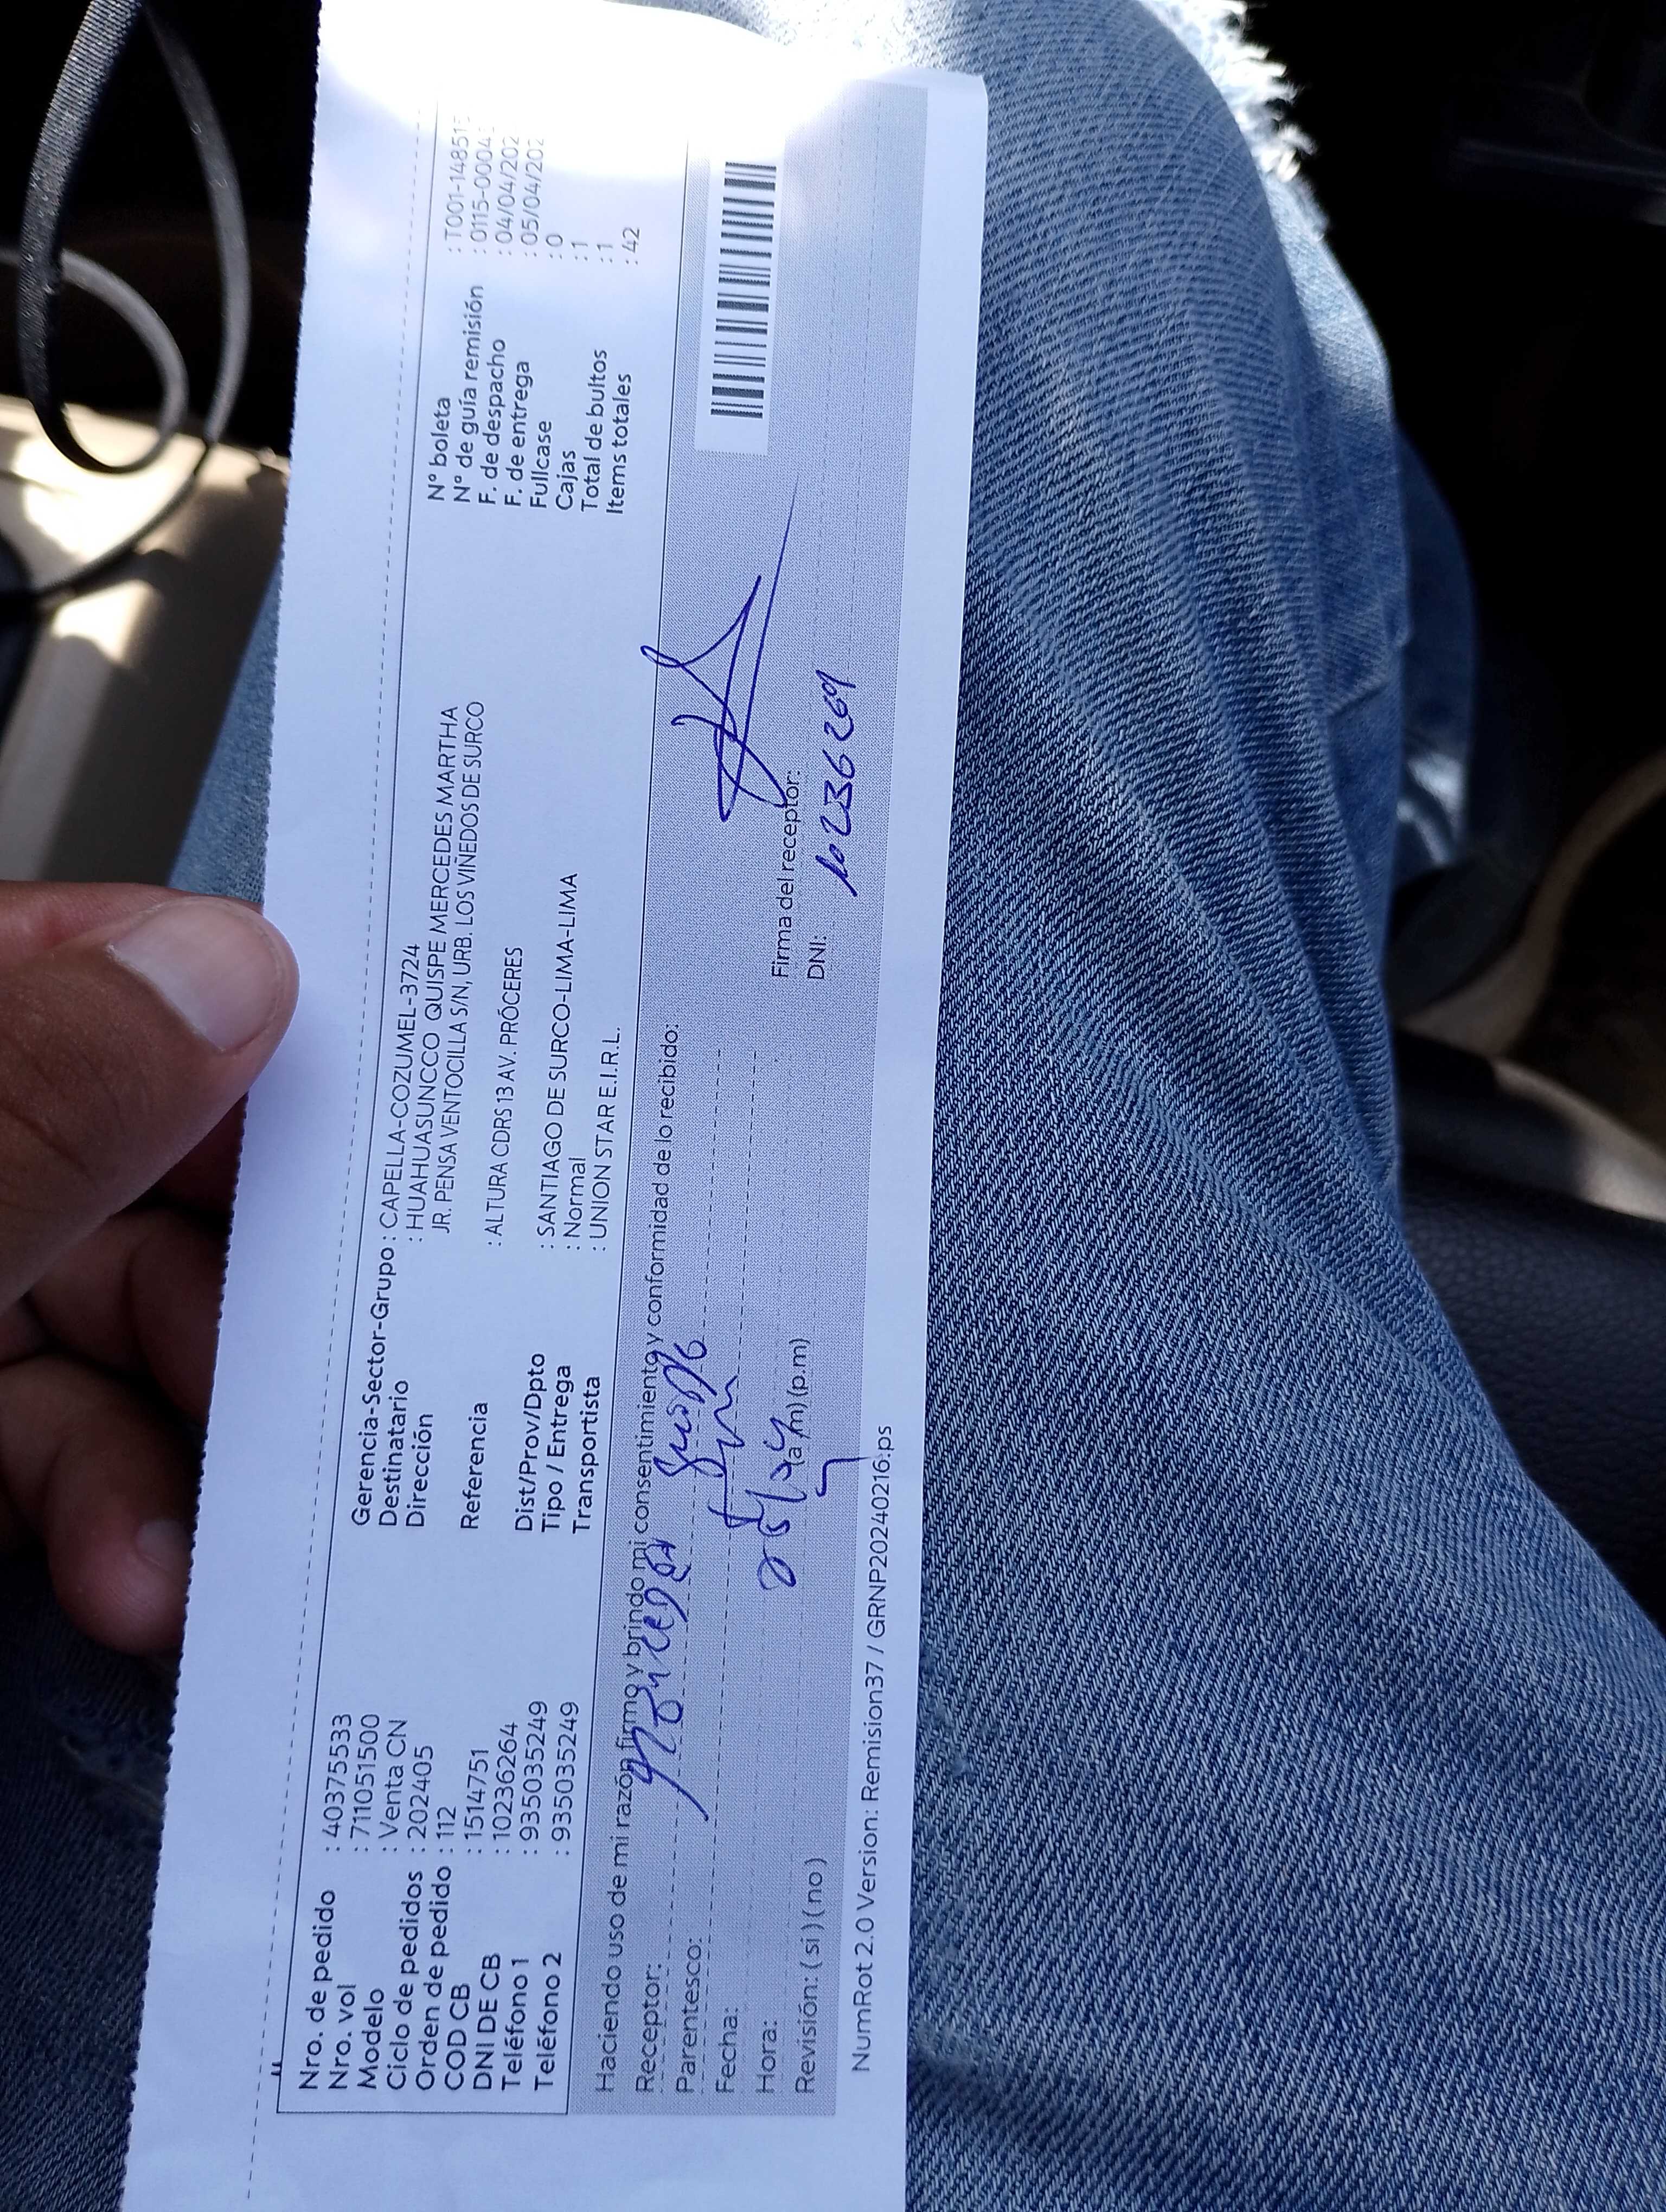 Nro. de pedido : 40375533
Nro. vol : 711051500
Modelo : Venta CN
Ciclo de pedidos : 202405
Orden de pedido : 112
COD CB : 1514751
DNI DE CB : 10236264
Teléfono 1 : 935035249
Teléfono 2 : 935035249
Gerencia-Sector-Grupo : CAPELLA-COZUMEL-3724
Destinatario : HUAHUASUNCCO QUISPE MERCEDES MARTHA
Dirección JR. PENSA VENTOCILLA S/N, URB. LOS VIÑEDOS DE SURCO
Referencia : ALTURA CDRS 13 AV. PRÓCERES
Dist/Prov/Dpto : SANTIAGO DE SURCO-LIMA-LIMA
Tipo / Entrega : Normal
Transportista : UNION STAR E.I.R.L.
N° boleta : T001-14851
N° de guía remisión : 0115-0004
F. de despacho : 04/04/202
F. de entrega : 05/04/202
Fullcase : 0
Cajas : 1
Total de bultos : 1
Items totales : 42
Haciendo uso de mi razón firmo y brindo mi consentimiento y conformidad de lo recibido:
Receptor:
Parentesco:
Fecha:
Hora: (a.m) (p.m)
Revisión: ( si ) ( no )
Firma del receptor:
DNI: 10236264
NumRot 2.0 Version: Remision37 / GRNP20240216:ps